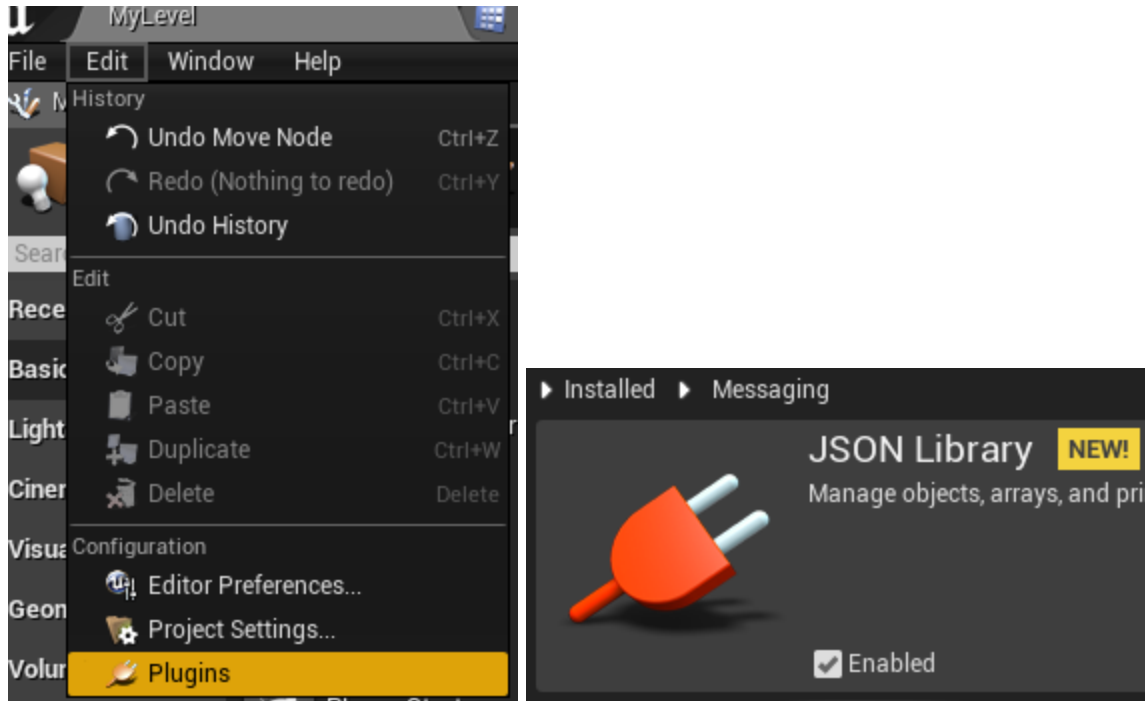 MyLevel
File Edit Window Help
History
Undo Move Node Ctrl+Z
Redo (Nothing to redo) Ctrl+Y
Undo History
Edit
Cut Ctrl+X
Copy Ctrl+C
Paste Ctrl+V
Duplicate Ctrl+W
Delete Delete
Configuration
Editor Preferences...
Project Settings...
Plugins
Sear
Rece
Basic
Light
Ciner
Visua
Geon
Volur
Installed Messaging
JSON Library NEW!
Manage objects, arrays, and pri
Enabled